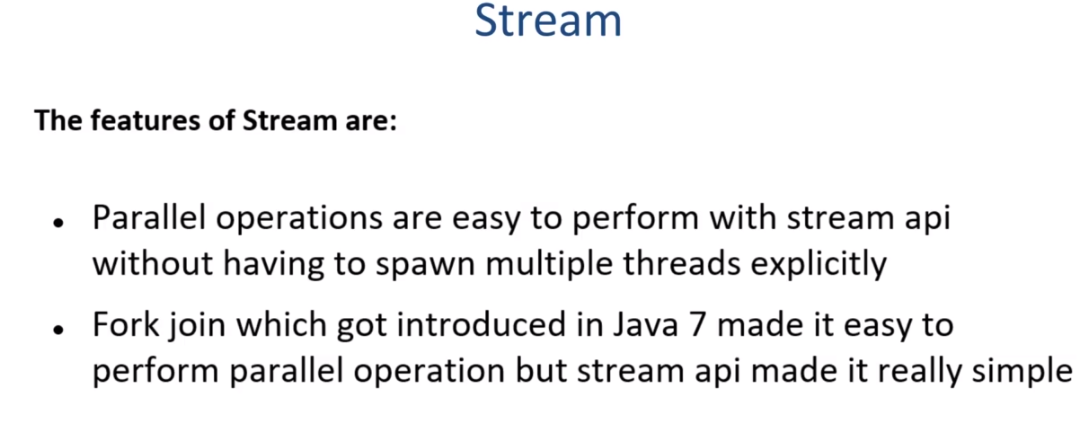 Stream
The features of Stream are:
• Parallel operations are easy to perform with stream api
without having to spawn multiple threads explicitly
• Fork join which got introduced in Java 7 made it easy to
perform parallel operation but stream api made it really simple